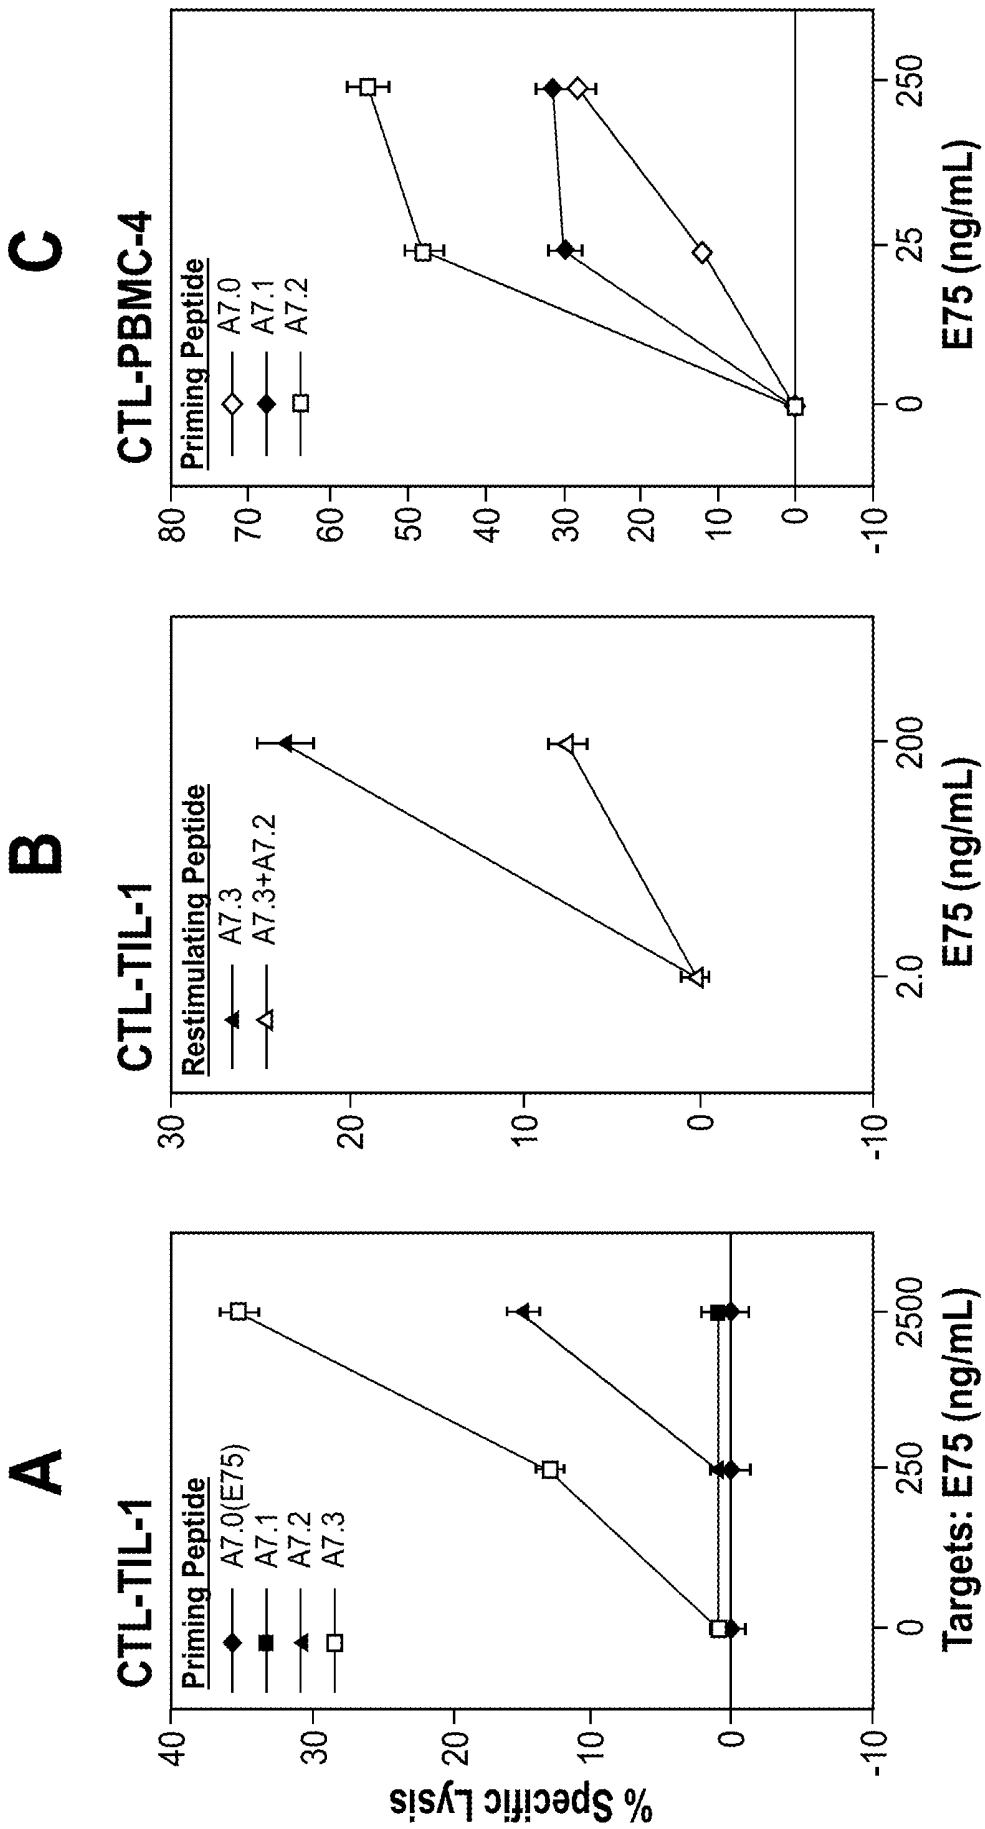 A
CTL-TIL-1
Priming Peptide
A7.0(E75)
A7.1
A7.2
A7.3
% Specific Lysis
40
30
20
10
0
-10
0
250
2500
Targets: E75 (ng/mL)
B
CTL-TIL-1
Restimulating Peptide
A7.3
A7.3+A7.2
30
20
10
0
-10
2.0
200
E75 (ng/mL)
C
CTL-PBMC-4
Priming Peptide
A7.0
A7.1
A7.2
80
70
60
50
40
30
20
10
0
-10
0
25
250
E75 (ng/mL)